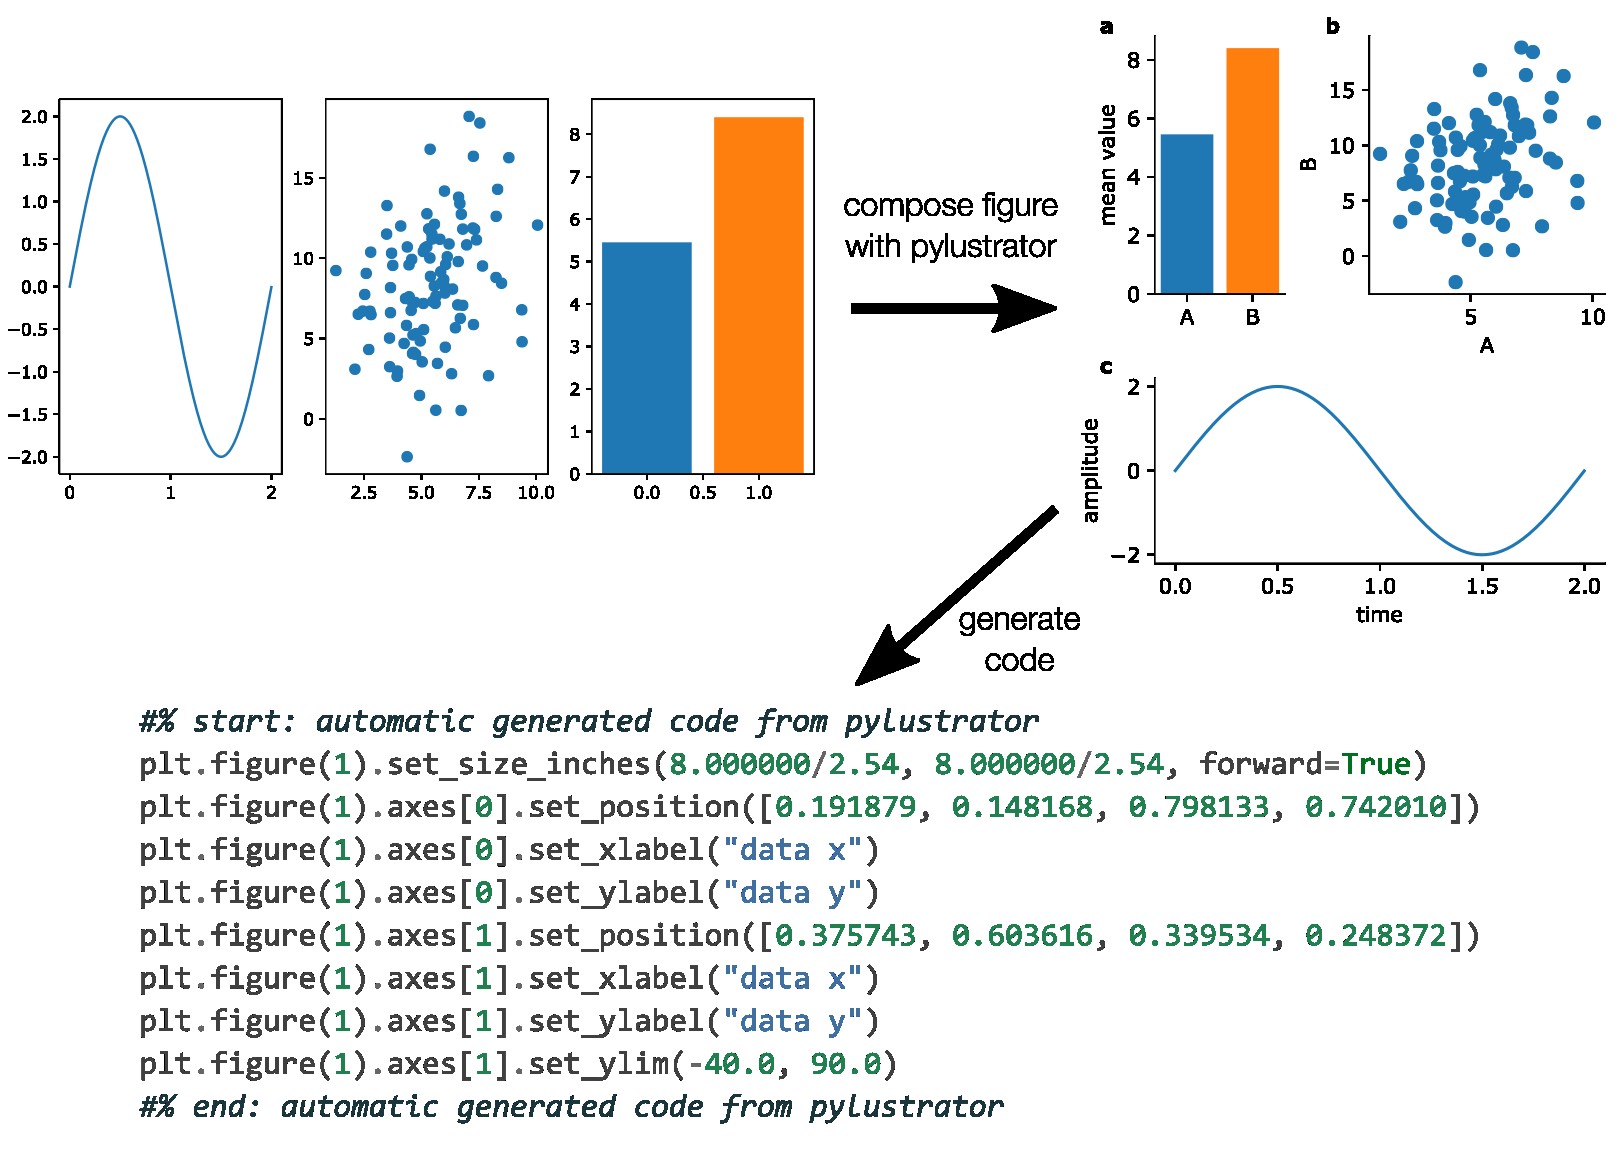 2.0
1.5
1.0
0.5
0.0
−0.5
−1.0
−1.5
−2.0
0 1 2
15
10
5
0
2.5 5.0 7.5 10.0
8
7
6
5
4
3
2
1
0
0.0 0.5 1.0
compose figure
with pylustrator
a
mean value
8
6
4
2
0
A B
b
B
15
10
5
0
5 10
A
c
amplitude
2
0
−2
0.0 0.5 1.0 1.5 2.0
time
generate
code
#% start: automatic generated code from pylustrator
plt.figure(1).set_size_inches(8.000000/2.54, 8.000000/2.54, forward=True)
plt.figure(1).axes[0].set_position([0.191879, 0.148168, 0.798133, 0.742010])
plt.figure(1).axes[0].set_xlabel("data x")
plt.figure(1).axes[0].set_ylabel("data y")
plt.figure(1).axes[1].set_position([0.375743, 0.603616, 0.339534, 0.248372])
plt.figure(1).axes[1].set_xlabel("data x")
plt.figure(1).axes[1].set_ylabel("data y")
plt.figure(1).axes[1].set_ylim(-40.0, 90.0)
#% end: automatic generated code from pylustrator